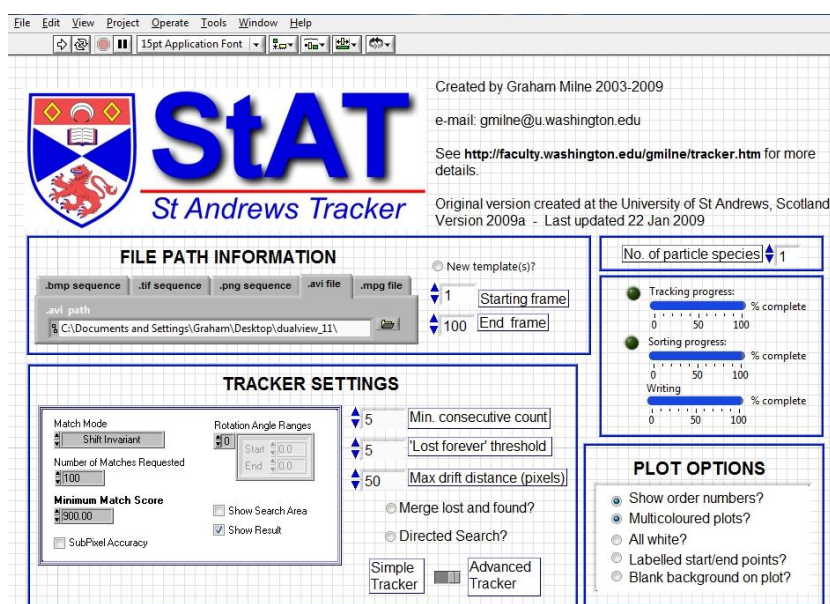 File Edit View Project Operate Tools Window Help
15pt Application Font
Created by Graham Milne 2003-2009
e-mail: gmilne@u.washington.edu
See http://faculty.washington.edu/gmilne/tracker.htm for more
details.
Original version created at the University of St Andrews, Scotland
Version 2009a - Last updated 22 Jan 2009
StAT
St Andrews Tracker
FILE PATH INFORMATION
.bmp sequence .tif sequence .png sequence .avi file .mpg file
.avi path
C:\Documents and Settings\Graham\Desktop\dualview_11\
New template(s)?
1 Starting frame
100 End frame
No. of particle species 1
Tracking progress:
% complete
0 50 100
Sorting progress:
% complete
0 50 100
Writing
% complete
0 50 100
TRACKER SETTINGS
Match Mode
Shift Invariant
Number of Matches Requested
100
Minimum Match Score
900.00
SubPixel Accuracy
Rotation Angle Ranges
0
Start 0.0
End 0.0
Show Search Area
Show Result
5 Min. consecutive count
5 'Lost forever' threshold
50 Max drift distance (pixels)
Merge lost and found?
Directed Search?
Simple Tracker
Advanced Tracker
PLOT OPTIONS
Show order numbers?
Multicoloured plots?
All white?
Labelled start/end points?
Blank background on plot?